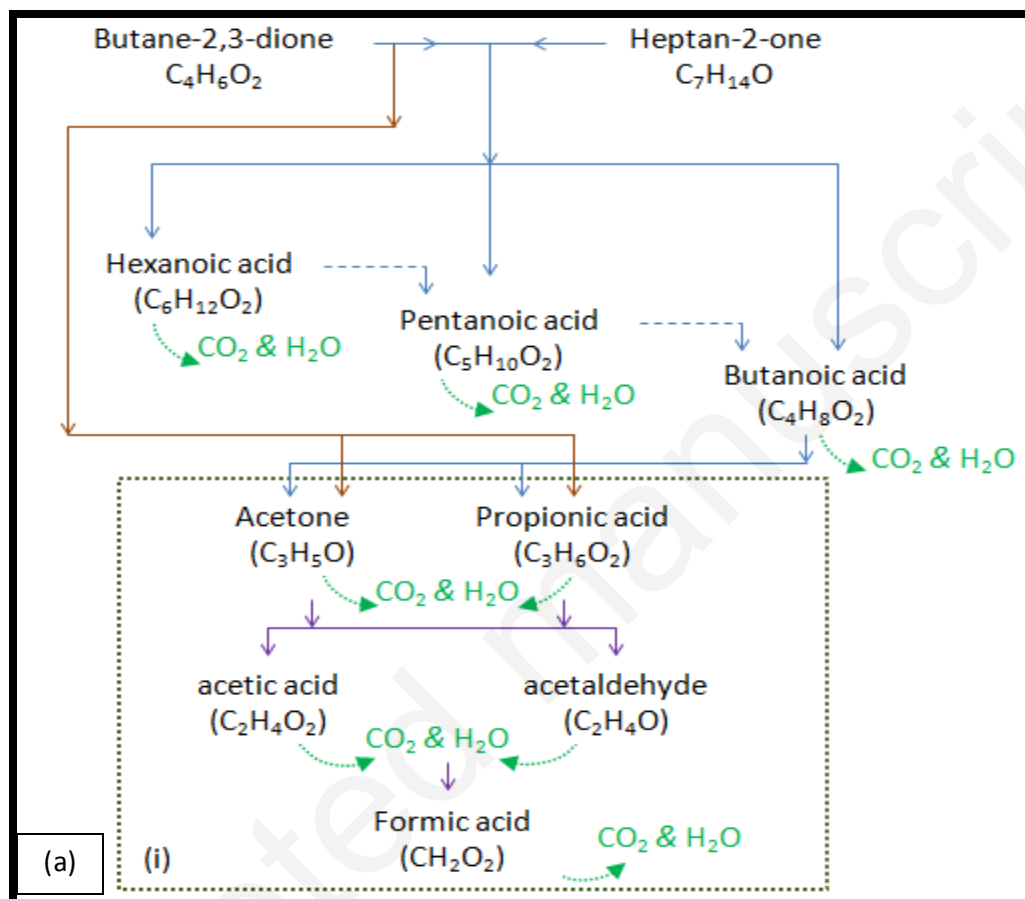 Butane-2,3-dione
C₄H₆O₂
Heptan-2-one
C₇H₁₄O
Hexanoic acid
(C₆H₁₂O₂)
CO₂ & H₂O
Pentanoic acid
(C₅H₁₀O₂)
CO₂ & H₂O
Butanoic acid
(C₄H₈O₂)
CO₂ & H₂O
Acetone
(C₃H₅O)
Propionic acid
(C₃H₆O₂)
CO₂ & H₂O
acetic acid
(C₂H₄O₂)
acetaldehyde
(C₂H₄O)
CO₂ & H₂O
Formic acid
(CH₂O₂)
CO₂ & H₂O
(a)
(i)
ted manuscri